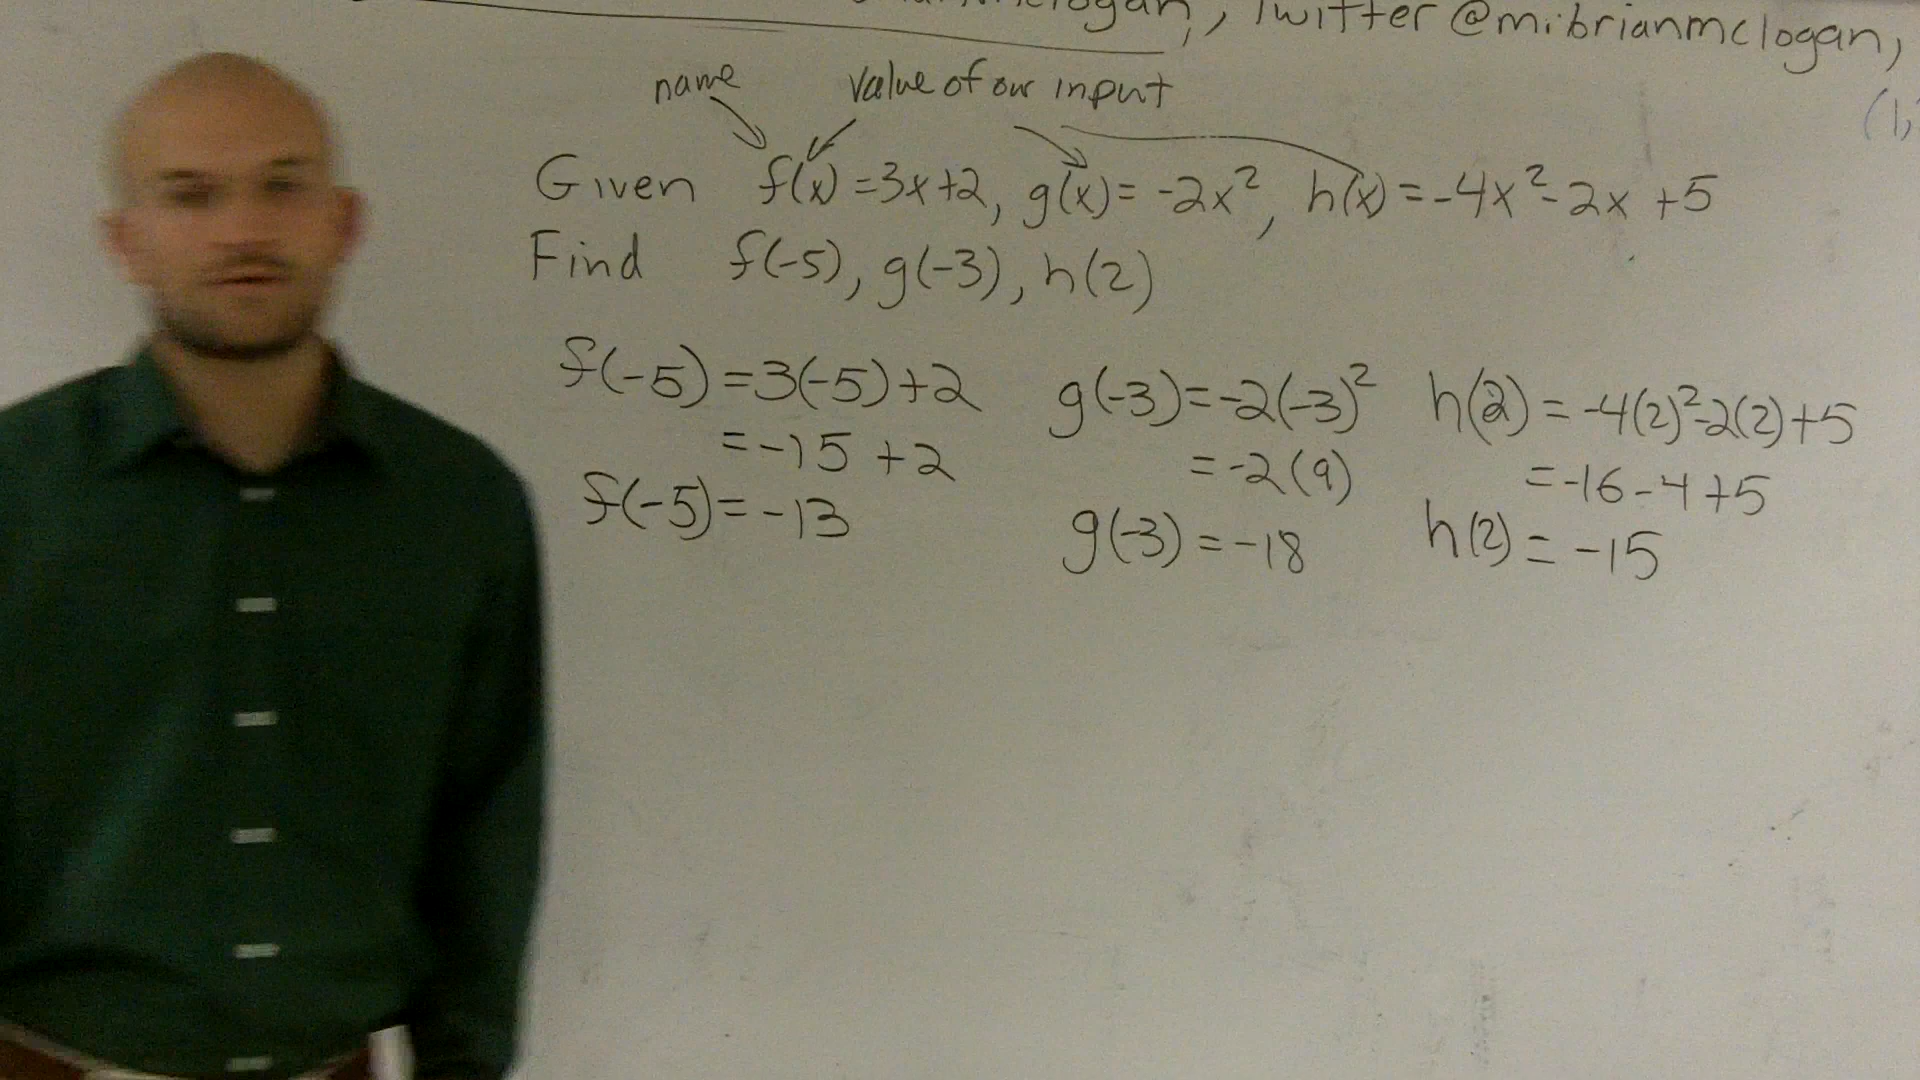 Twitter @mrbrianmclogan,
name value of our input
(1,
Given f(x)=3x+2, g(x)= -2x², h(x)=-4x²-2x+5
Find f(-5), g(-3), h(2)
f(-5)=3(-5)+2
=-15+2
f(-5)=-13
g(-3)=-2(-3)²
=-2(9)
g(-3)=-18
h(2)=-4(2)²-2(2)+5
=-16-4+5
h(2)=-15